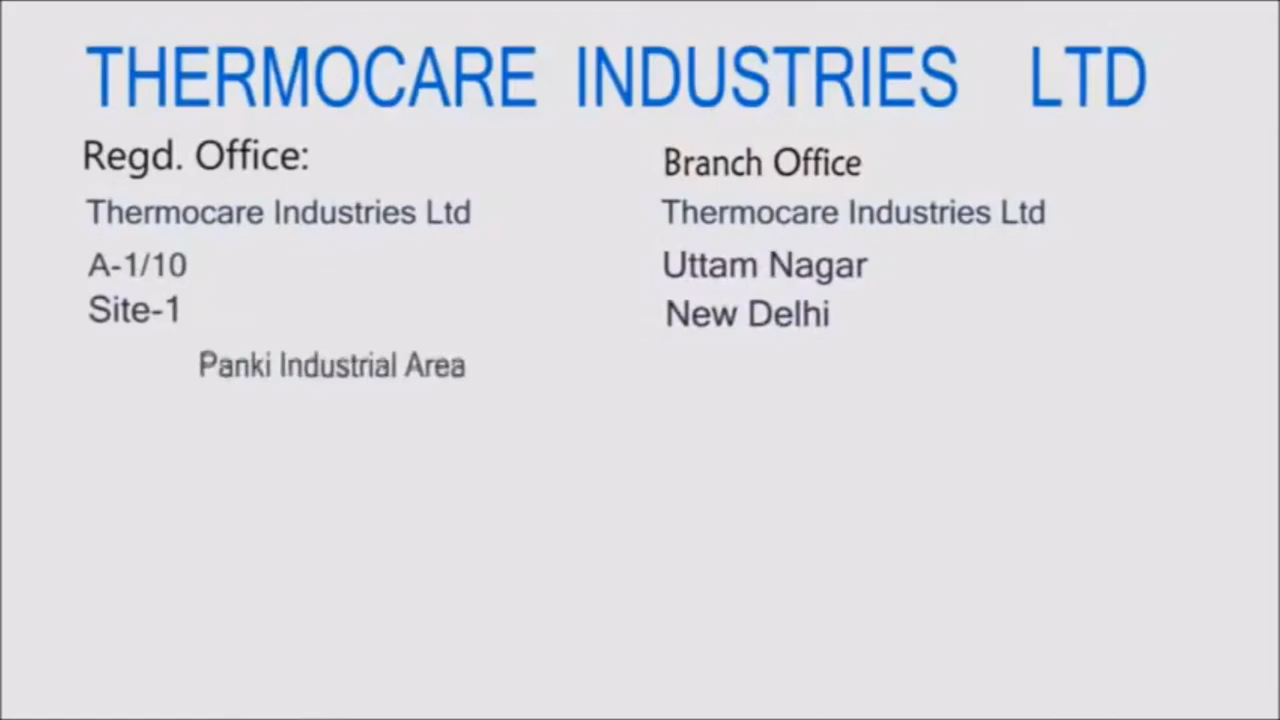 THERMOCARE INDUSTRIES LTD
Regd. Office:
Thermocare Industries Ltd
A-1/10
Site-1
Panki Industrial Area
Branch Office
Thermocare Industries Ltd
Uttam Nagar
New Delhi